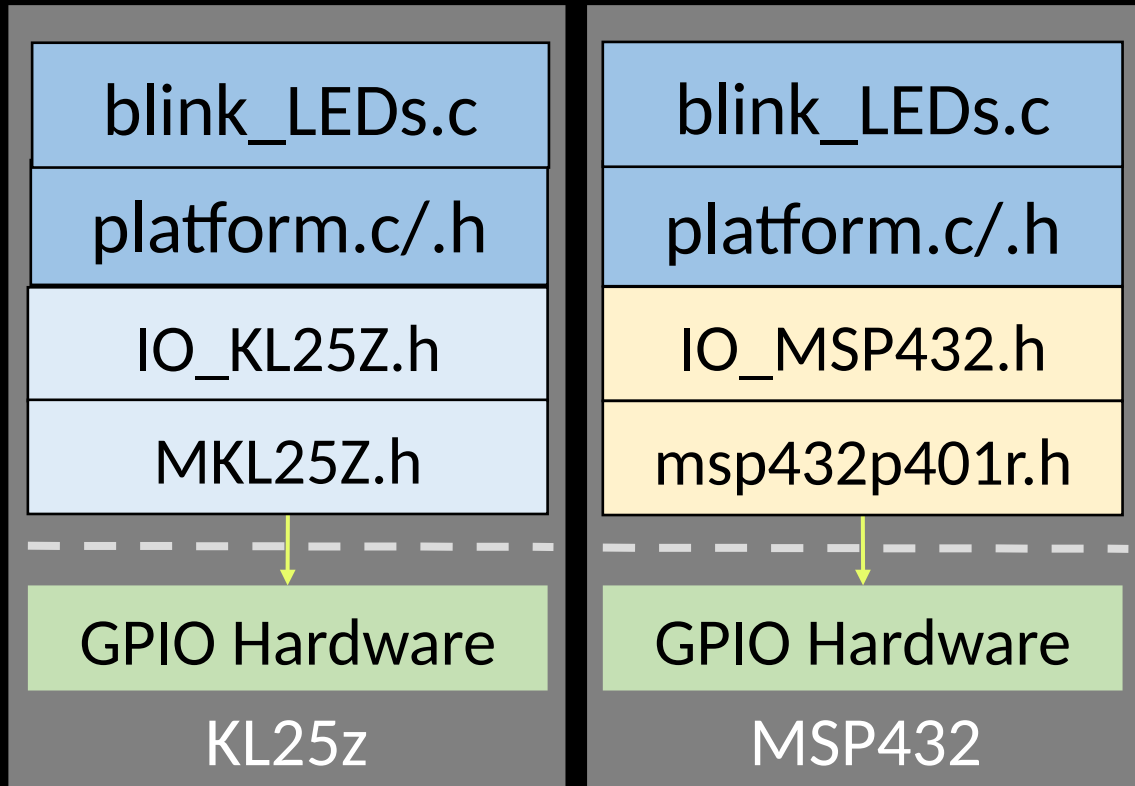 blink_LEDs.c
platform.c/.h
IO_KL25Z.h
MKL25Z.h
GPIO Hardware
KL25z
blink_LEDs.c
platform.c/.h
IO_MSP432.h
msp432p401r.h
GPIO Hardware
MSP432